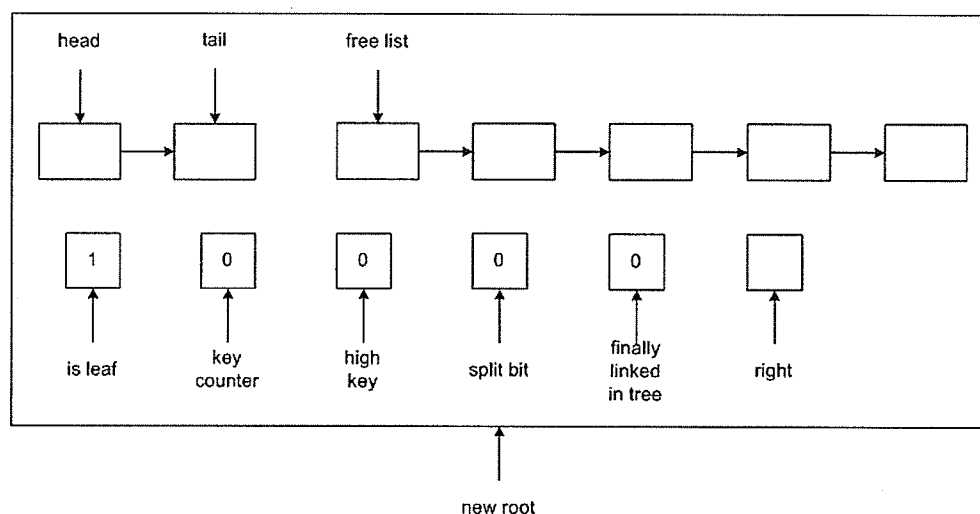 head
tail
free list
1
0
0
0
0
is leaf
key
counter
high
key
split bit
finally
linked
in tree
right
new root